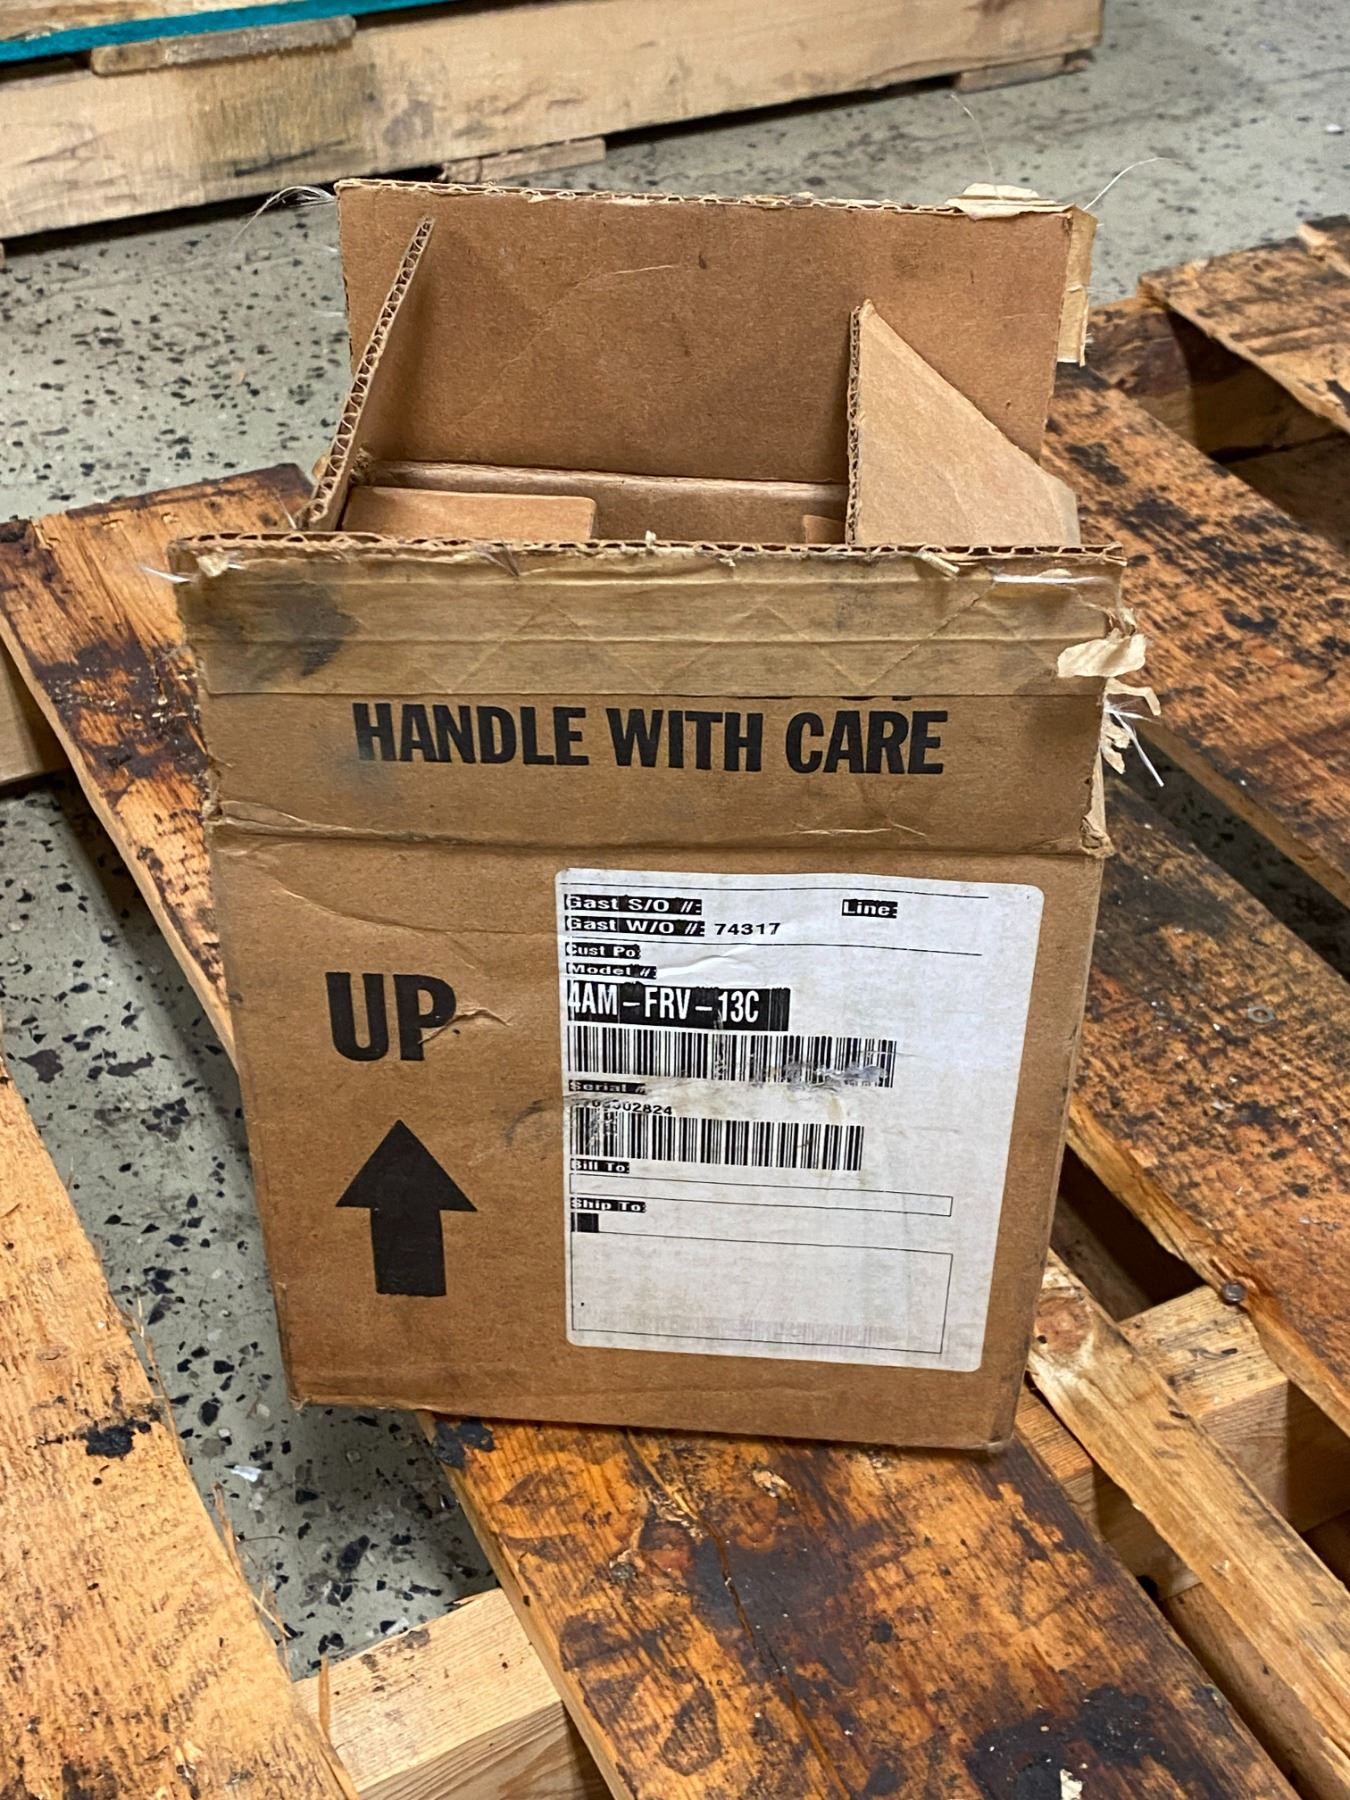 HANDLE WITH CARE
UP
Gast S/O #: Line:
Gast W/O #: 74317
Cust Po:
Model #:
4AM-FRV-13C
Serial #
Bill To:
Ship To: